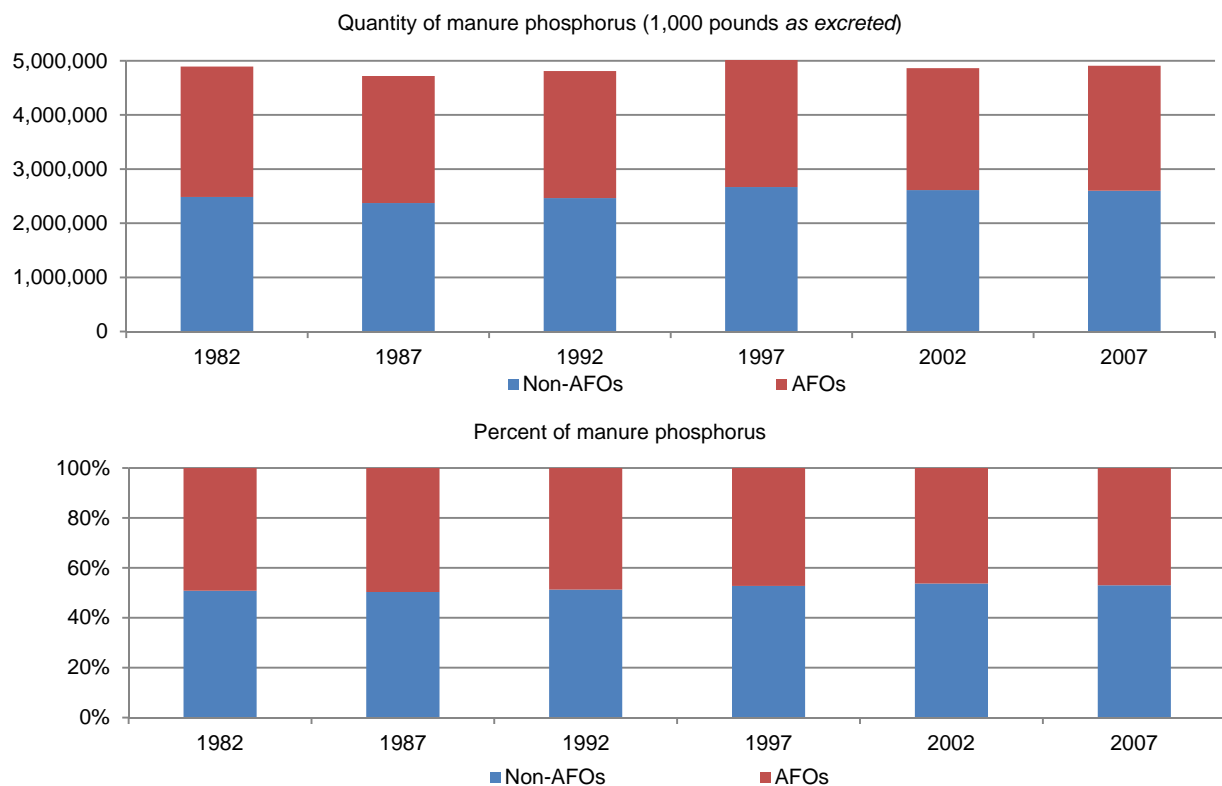 Quantity of manure phosphorus (1,000 pounds as excreted)
5,000,000
4,000,000
3,000,000
2,000,000
1,000,000
0
1982 1987 1992 1997 2002 2007
Non-AFOs AFOs
Percent of manure phosphorus
100%
80%
60%
40%
20%
0%
1982 1987 1992 1997 2002 2007
Non-AFOs AFOs